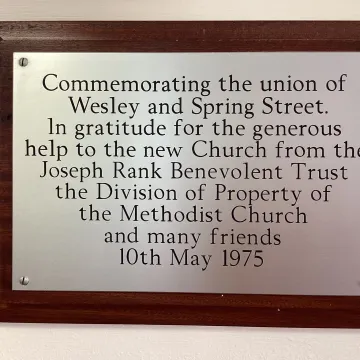 Commemorating the union of
Wesley and Spring Street.
In gratitude for the generous
help to the new Church from the
Joseph Rank Benevolent Trust
the Division of Property of
the Methodist Church
and many friends
10th May 1975